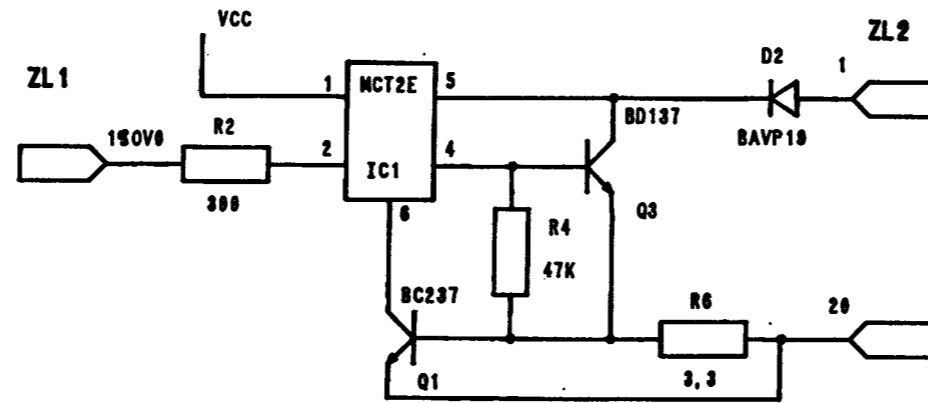 VCC
ZL2
ZL1
D2
1
1
MCT2E
5
BD137
BAVP19
R2
2
4
IC1
300
6
Q3
R4
47K
BC237
R6
20
Q1
3,3